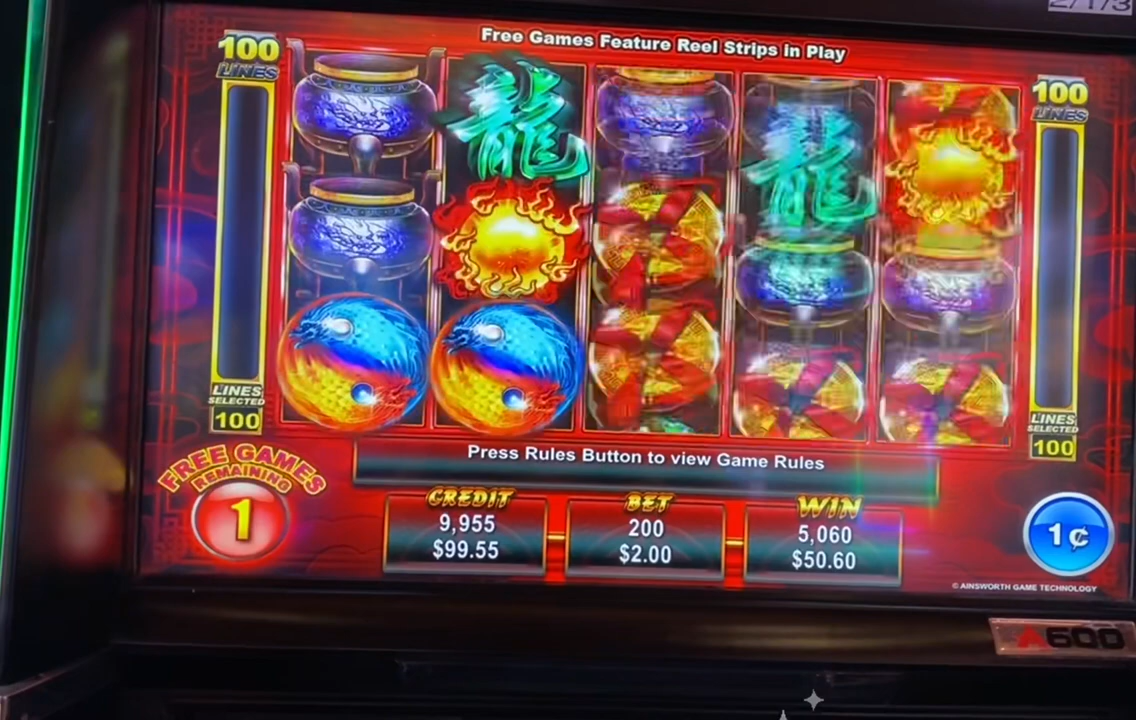 Free Games Feature Reel Strips in Play
100
LINES
100
LINES
龍
龍
LINES
SELECTED
100
LINES
SELECTED
100
Press Rules Button to view Game Rules
FREE GAMES
REMAINING
1
CREDIT
9,955
$99.55
BET
200
$2.00
WIN
5,060
$50.60
1¢
© AINSWORTH GAME TECHNOLOGY
A600